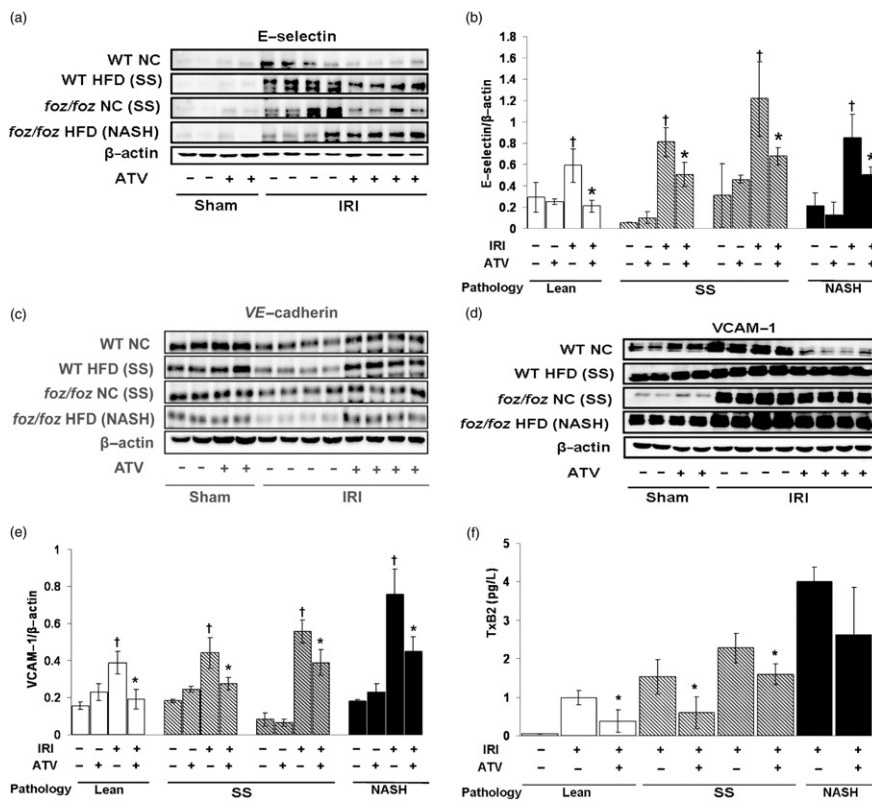 (a)
E–selectin
WT NC
WT HFD (SS)
foz/foz NC (SS)
foz/foz HFD (NASH)
β–actin
ATV – – + + – – – – + + + +
Sham IRI
(b)
E–selectin/β–actin
1.8
1.6
1.4
1.2
1
0.8
0.6
0.4
0.2
0
† * † * † * † *
IRI – – + + – – + + – – + + – – + +
ATV – + – + – + – + – + – + – + – +
Pathology Lean SS NASH
(c)
VE–cadherin
WT NC
WT HFD (SS)
foz/foz NC (SS)
foz/foz HFD (NASH)
β–actin
ATV – – + + – – – – + + + +
Sham IRI
(d)
VCAM–1
WT NC
WT HFD (SS)
foz/foz NC (SS)
foz/foz HFD (NASH)
β–actin
ATV – – + + – – – – + + + +
Sham IRI
(e)
VCAM–1/β–actin
1
0.8
0.6
0.4
0.2
0
† * † * † * † *
IRI – – + + – – + + – – + + – – + +
ATV – + – + – + – + – + – + – + – +
Pathology Lean SS NASH
(f)
TxB2 (pg/L)
5
4
3
2
1
0
* * *
IRI – + + + + + + + +
ATV – – + – + – + – +
Pathology Lean SS NASH